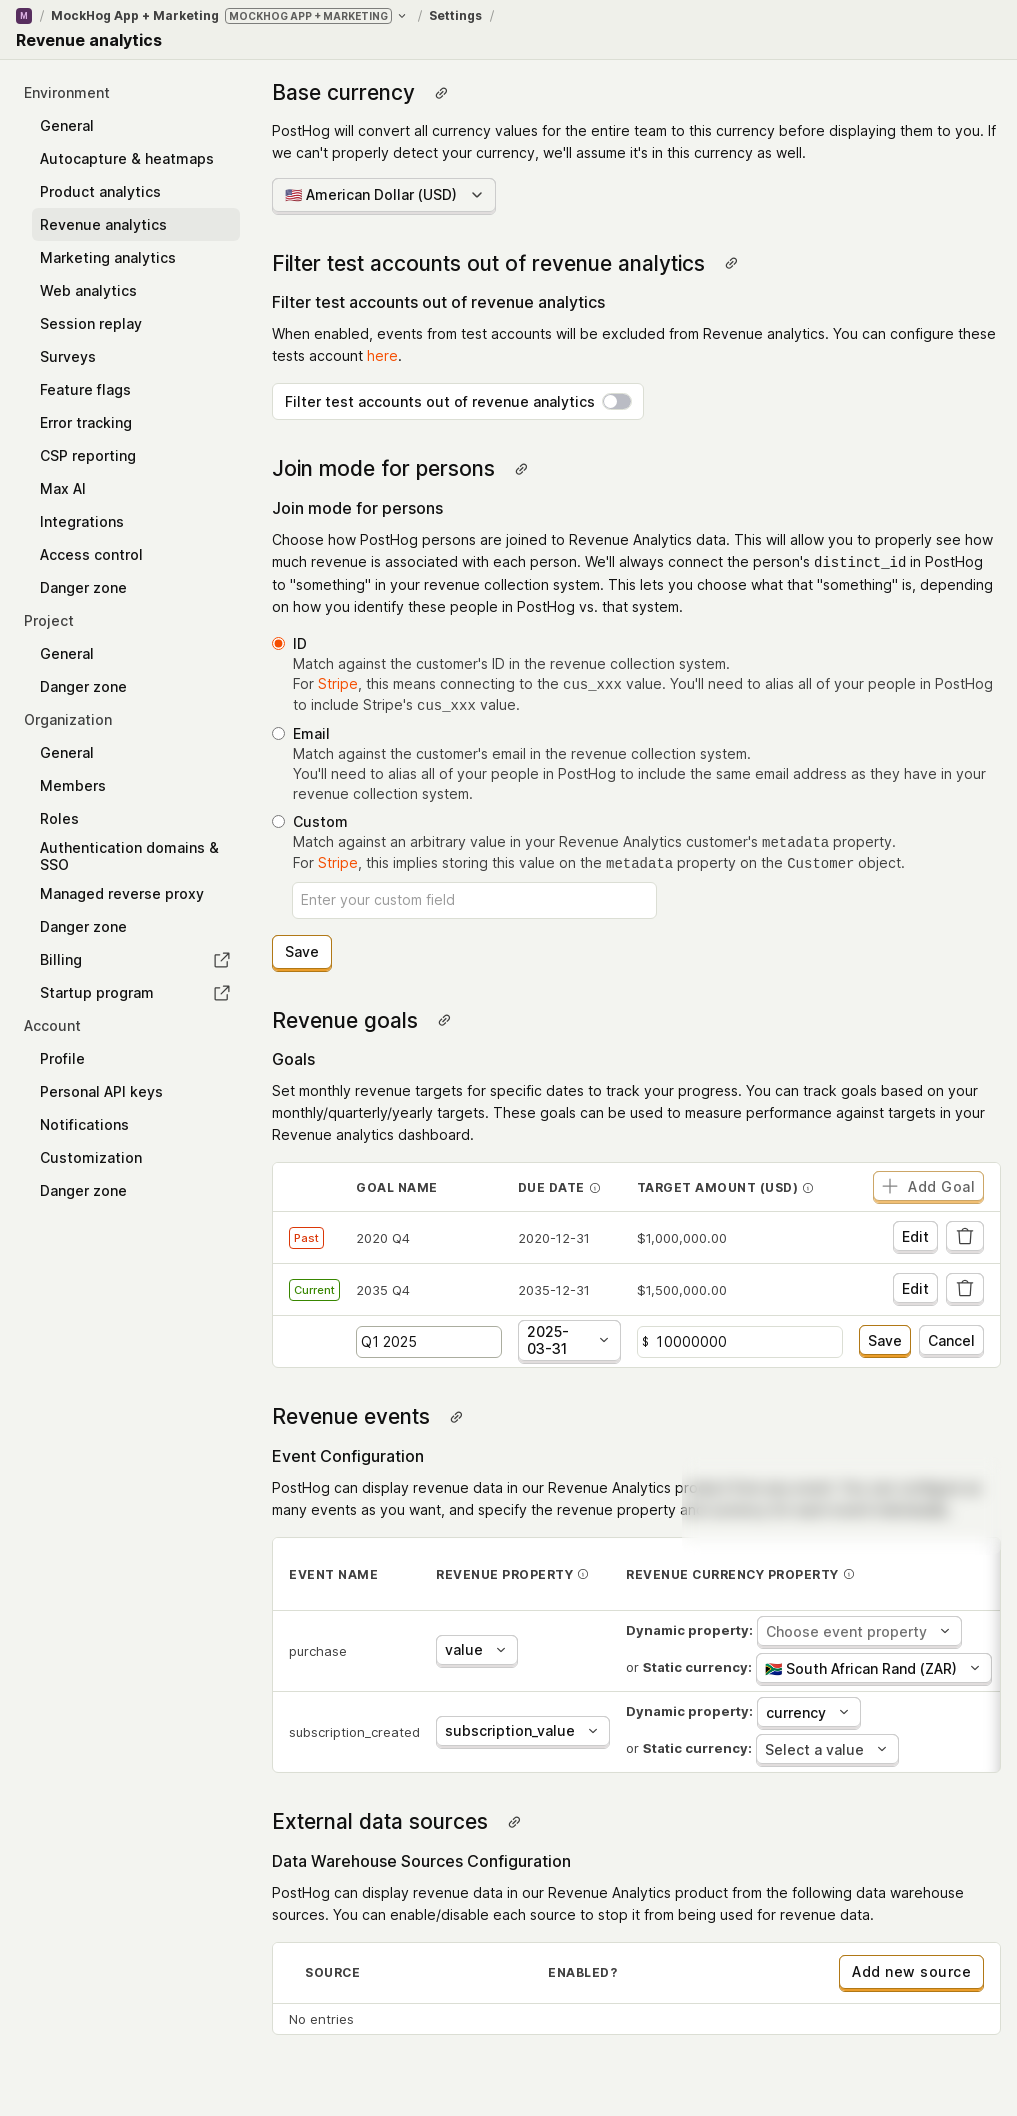 M / MockHog App + Marketing MOCKHOG APP + MARKETING / Settings /
Revenue analytics
Environment
General
Autocapture & heatmaps
Product analytics
Revenue analytics
Marketing analytics
Web analytics
Session replay
Surveys
Feature flags
Error tracking
CSP reporting
Max AI
Integrations
Access control
Danger zone
Project
General
Danger zone
Organization
General
Members
Roles
Authentication domains &
SSO
Managed reverse proxy
Danger zone
Billing
Startup program
Account
Profile
Personal API keys
Notifications
Customization
Danger zone
Base currency
PostHog will convert all currency values for the entire team to this currency before displaying them to you. If
we can't properly detect your currency, we'll assume it's in this currency as well.
🇺🇸 American Dollar (USD)
Filter test accounts out of revenue analytics
Filter test accounts out of revenue analytics
When enabled, events from test accounts will be excluded from Revenue analytics. You can configure these
tests account here.
Filter test accounts out of revenue analytics
Join mode for persons
Join mode for persons
Choose how PostHog persons are joined to Revenue Analytics data. This will allow you to properly see how
much revenue is associated with each person. We'll always connect the person's distinct_id in PostHog
to "something" in your revenue collection system. This lets you choose what that "something" is, depending
on how you identify these people in PostHog vs. that system.
ID
Match against the customer's ID in the revenue collection system.
For Stripe, this means connecting to the cus_xxx value. You'll need to alias all of your people in PostHog
to include Stripe's cus_xxx value.
Email
Match against the customer's email in the revenue collection system.
You'll need to alias all of your people in PostHog to include the same email address as they have in your
revenue collection system.
Custom
Match against an arbitrary value in your Revenue Analytics customer's metadata property.
For Stripe, this implies storing this value on the metadata property on the Customer object.
Enter your custom field
Save
Revenue goals
Goals
Set monthly revenue targets for specific dates to track your progress. You can track goals based on your
monthly/quarterly/yearly targets. These goals can be used to measure performance against targets in your
Revenue analytics dashboard.
GOAL NAME DUE DATE TARGET AMOUNT (USD) Add Goal
Past 2020 Q4 2020-12-31 $1,000,000.00 Edit
Current 2035 Q4 2035-12-31 $1,500,000.00 Edit
Q1 2025 2025-
03-31 $ 10000000 Save Cancel
Revenue events
Event Configuration
PostHog can display revenue data in our Revenue Analytics
many events as you want, and specify the revenue property
EVENT NAME REVENUE PROPERTY REVENUE CURRENCY PROPERTY
purchase value Dynamic property: Choose event property
or Static currency: 🇿🇦 South African Rand (ZAR)
subscription_created subscription_value Dynamic property: currency
or Static currency: Select a value
External data sources
Data Warehouse Sources Configuration
PostHog can display revenue data in our Revenue Analytics product from the following data warehouse
sources. You can enable/disable each source to stop it from being used for revenue data.
SOURCE ENABLED? Add new source
No entries